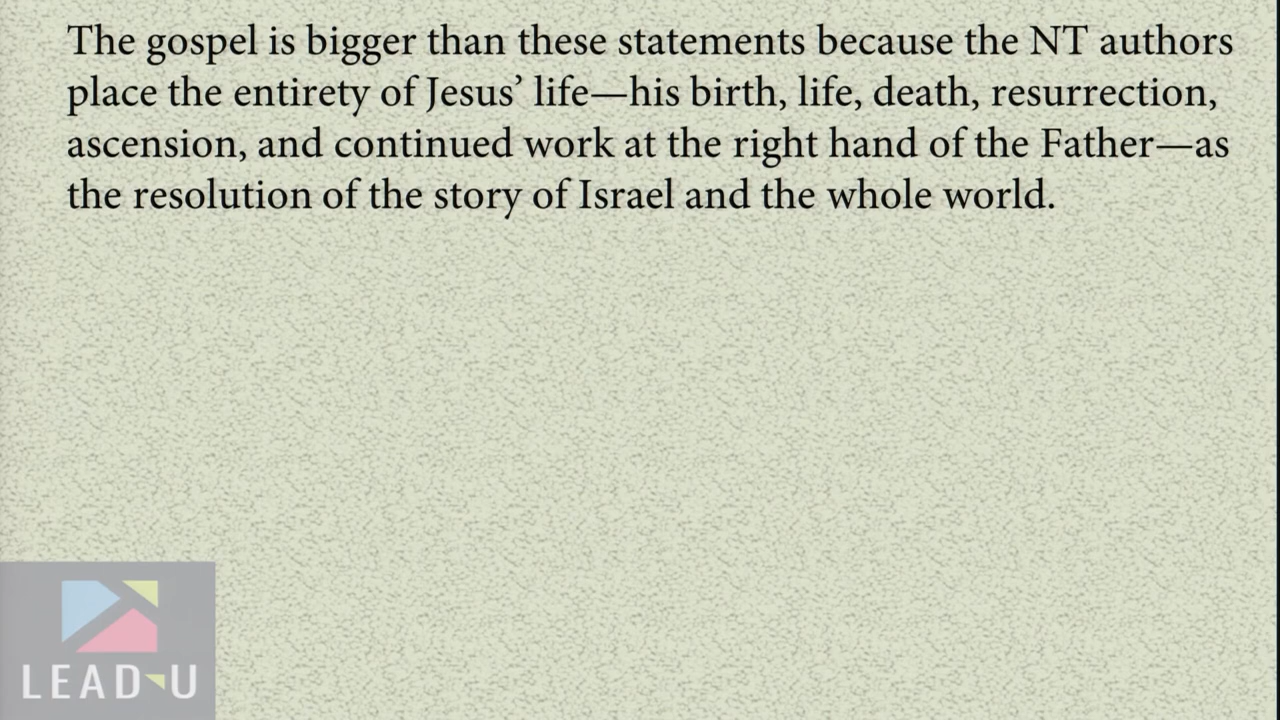 The gospel is bigger than these statements because the NT authors
place the entirety of Jesus’ life—his birth, life, death, resurrection,
ascension, and continued work at the right hand of the Father—as
the resolution of the story of Israel and the whole world.
LEAD U